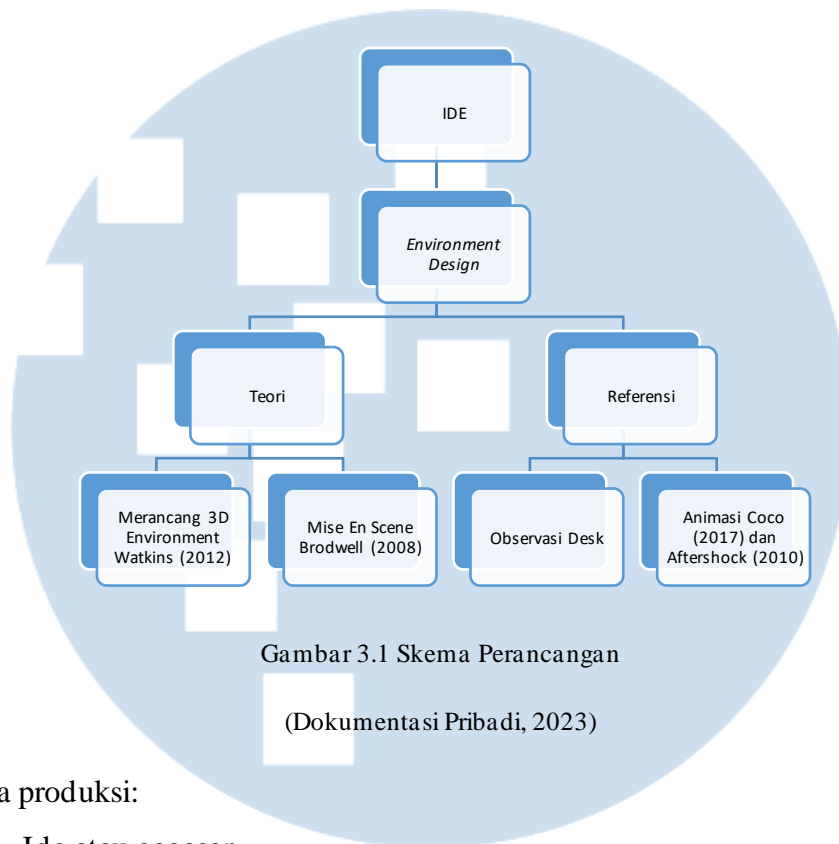 IDE
Environment
Design
Teori
Referensi
Merancang 3D
Environment
Watkins (2012)
Mise En Scene
Brodwell (2008)
Observasi Desk
Animasi Coco
(2017) dan
Aftershock (2010)
Gambar 3.1 Skema Perancangan
(Dokumentasi Pribadi, 2023)
a produksi: